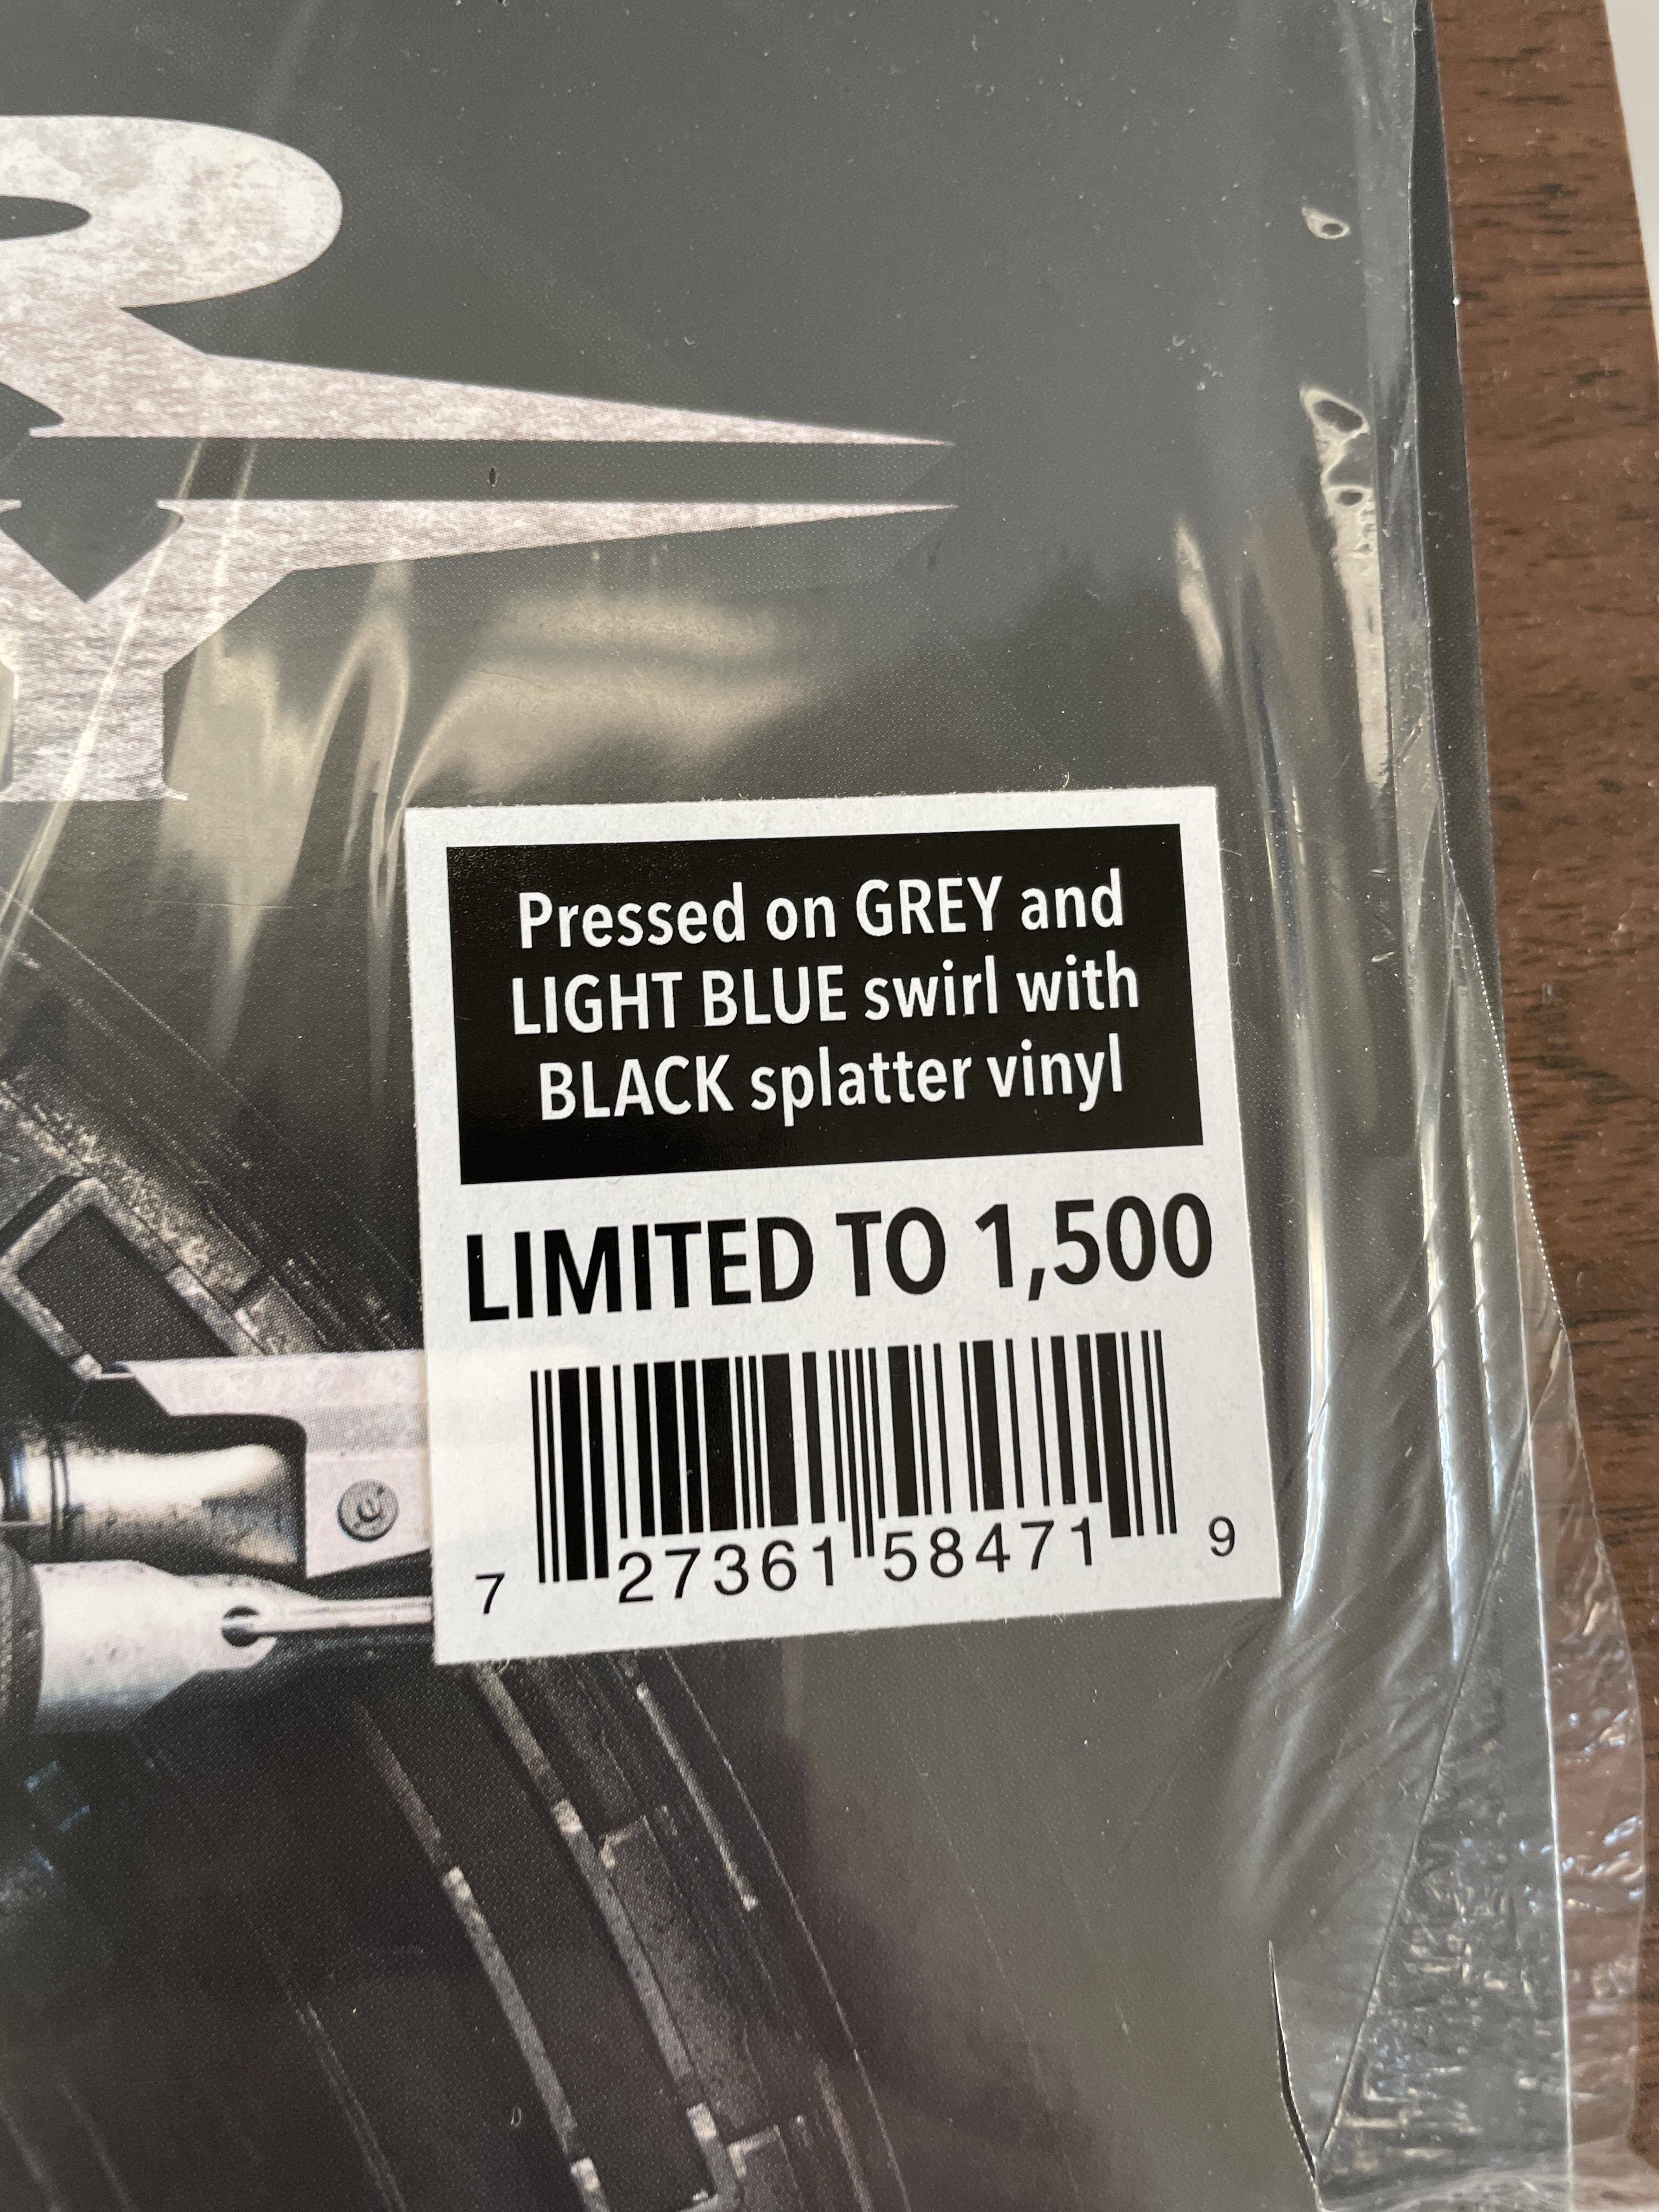 R
Y
Pressed on GREY and
LIGHT BLUE swirl with
BLACK splatter vinyl
LIMITED TO 1,500
7 27361 58471 9